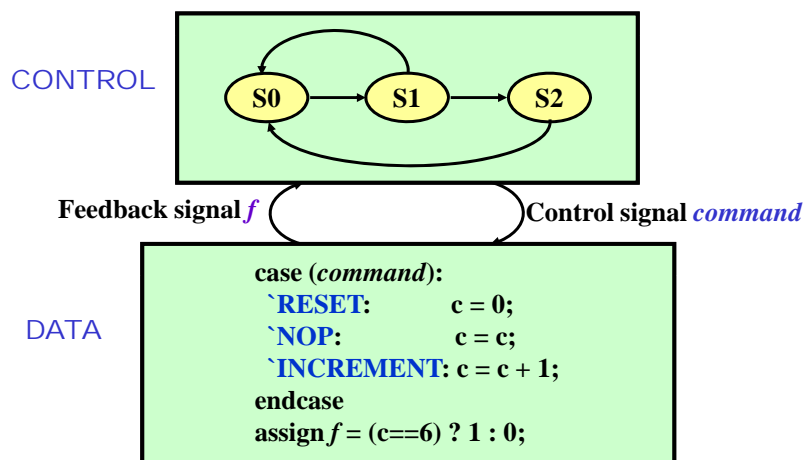 CONTROL
S0 S1 S2
Feedback signal f
Control signal command
DATA
case (command):
`RESET: c = 0;
`NOP: c = c;
`INCREMENT: c = c + 1;
endcase
assign f = (c==6) ? 1 : 0;